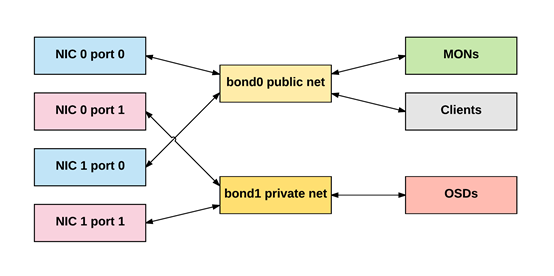 NIC 0 port 0
NIC 0 port 1
NIC 1 port 0
NIC 1 port 1
bond0 public net
bond1 private net
MONs
Clients
OSDs